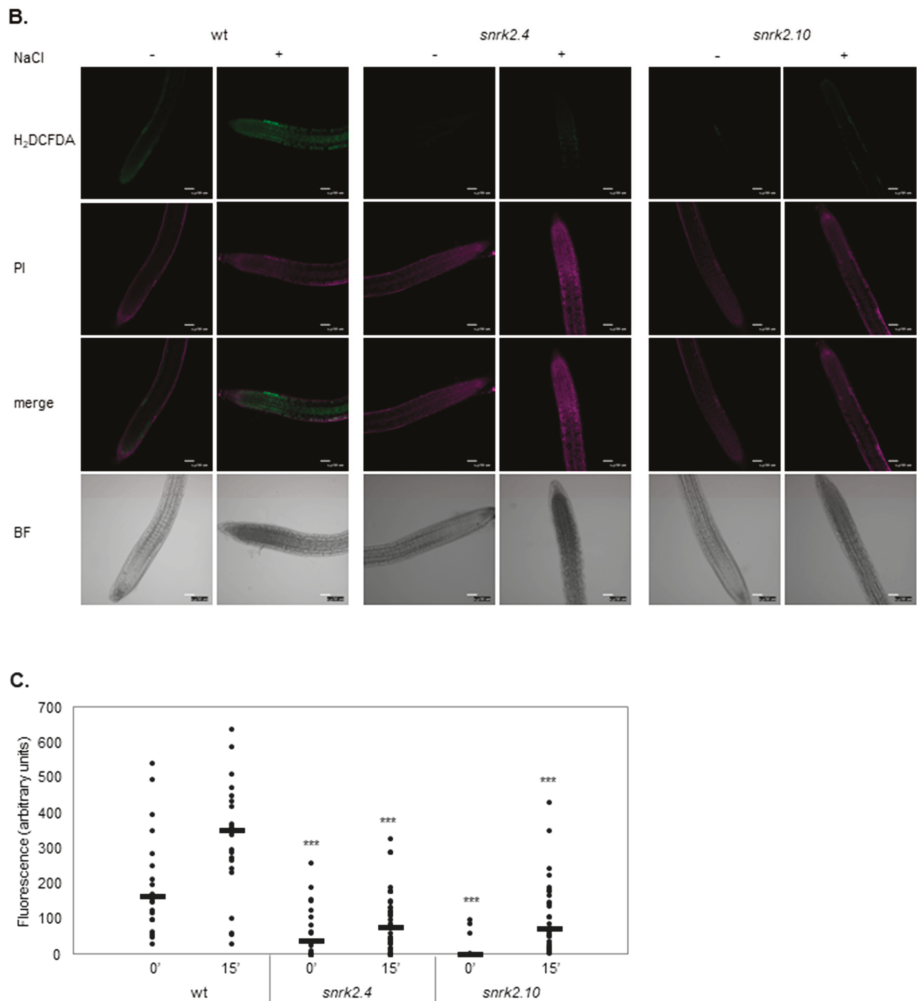 B.
wt snrk2.4 snrk2.10
NaCl - + - + - +
H₂DCFDA
PI
merge
BF
C.
Fluorescence (arbitrary units)
700
600
500
400
300
200
100
0
***
***
***
***
0' 15' 0' 15' 0' 15'
wt snrk2.4 snrk2.10